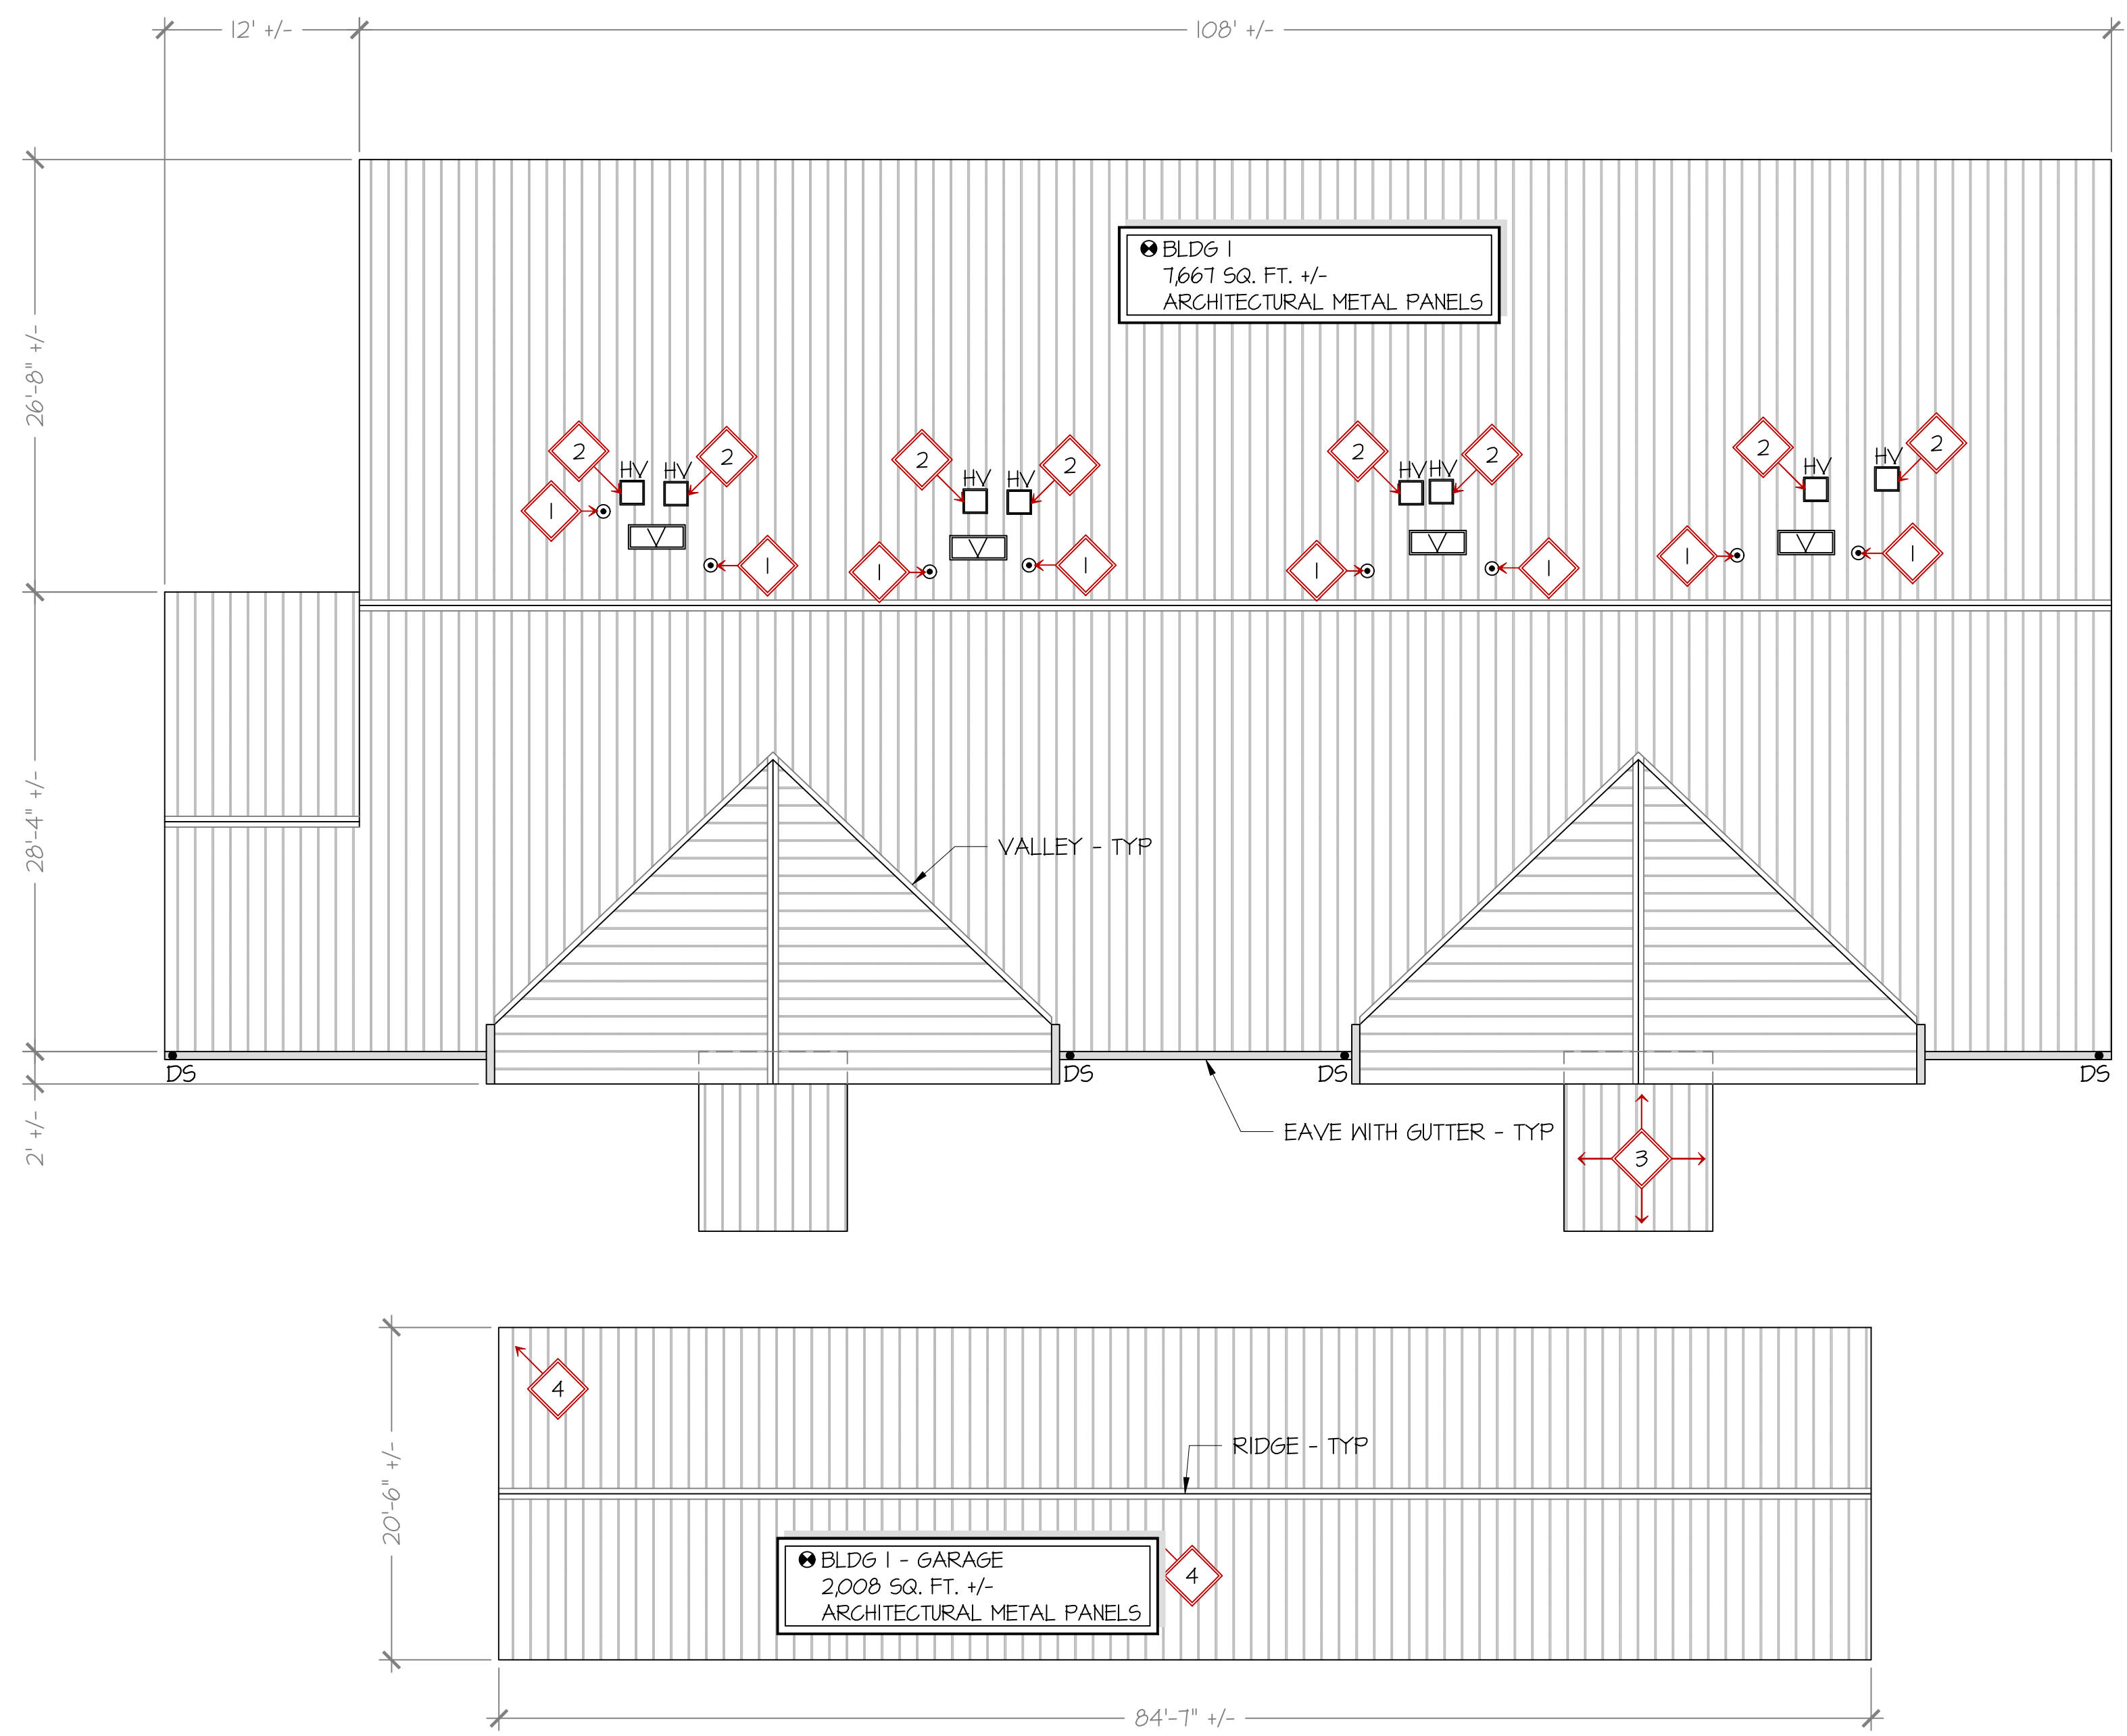 12' +/-
108' +/-
BLDG 1
7,667 SQ. FT. +/-
ARCHITECTURAL METAL PANELS
26'-8" +/-
2
HV
HV
2
2
HV
HV
2
2
HV
HV
2
2
HV
HV
2
1
V
1
1
V
1
1
V
1
1
V
1
28'-4" +/-
VALLEY - TYP
DS
DS
DS
DS
2' +/-
EAVE WITH GUTTER - TYP
3
4
20'-6" +/-
RIDGE - TYP
BLDG 1 - GARAGE
2,008 SQ. FT. +/-
ARCHITECTURAL METAL PANELS
4
84'-7" +/-